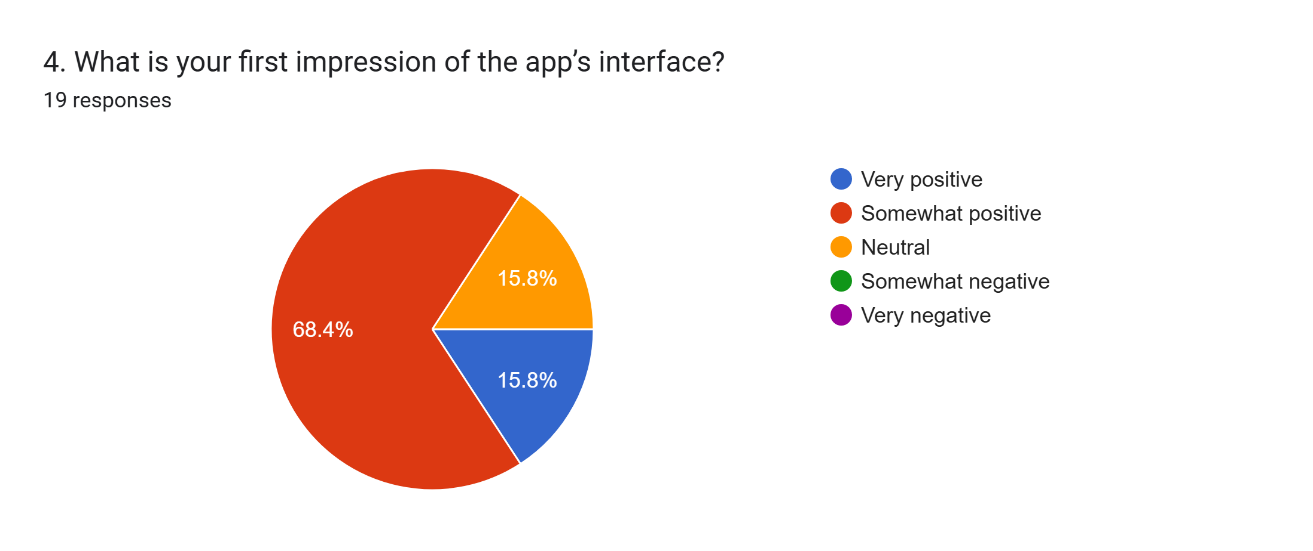 4. What is your first impression of the app’s interface?
19 responses
Very positive
Somewhat positive
Neutral
Somewhat negative
Very negative
15.8%
68.4%
15.8%